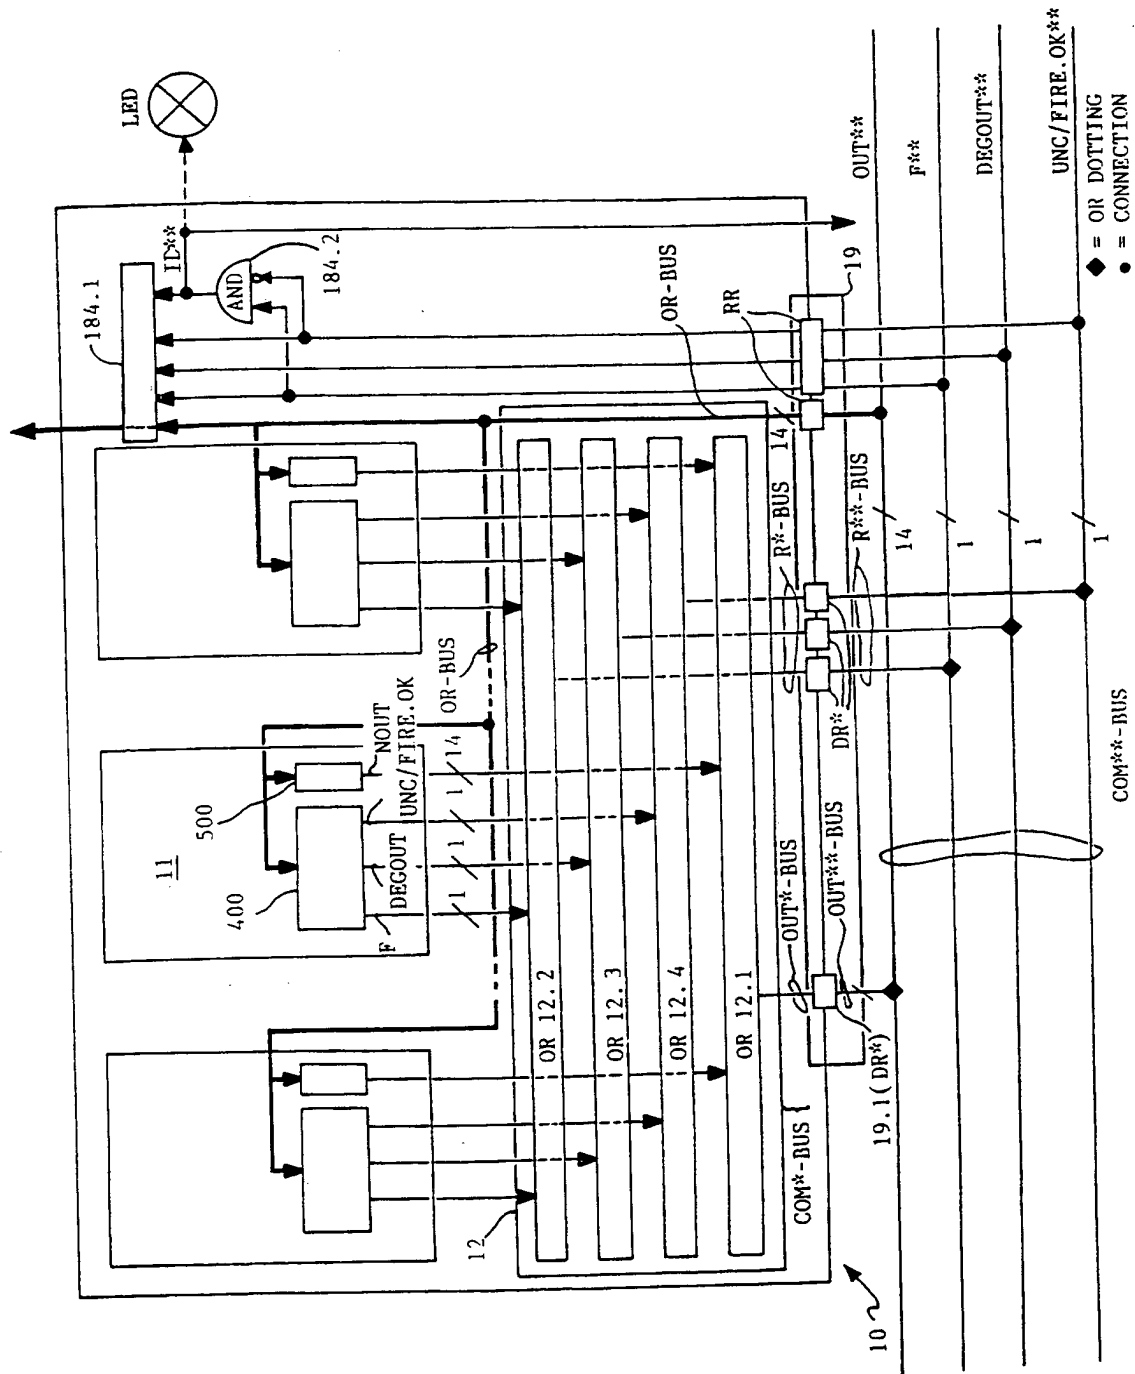 LED
ID**
184.1
AND
184.2
OR-BUS
RR
19
14
OUT**
F**
DEGOUT**
UNC/FIRE.OK**
◆ = OR DOTTING
● = CONNECTION
R*-BUS
R**-BUS
14
1
1
1
OR-BUS
DR*
11
500
400
NOUT
UNC/FIRE.OK
DEGOUT
F
14
1
1
1
OR 12.2
OR 12.3
OR 12.4
OR 12.1
OUT*-BUS
OUT**-BUS
COM**-BUS
12
COM*-BUS {
19.1(DR*)
10